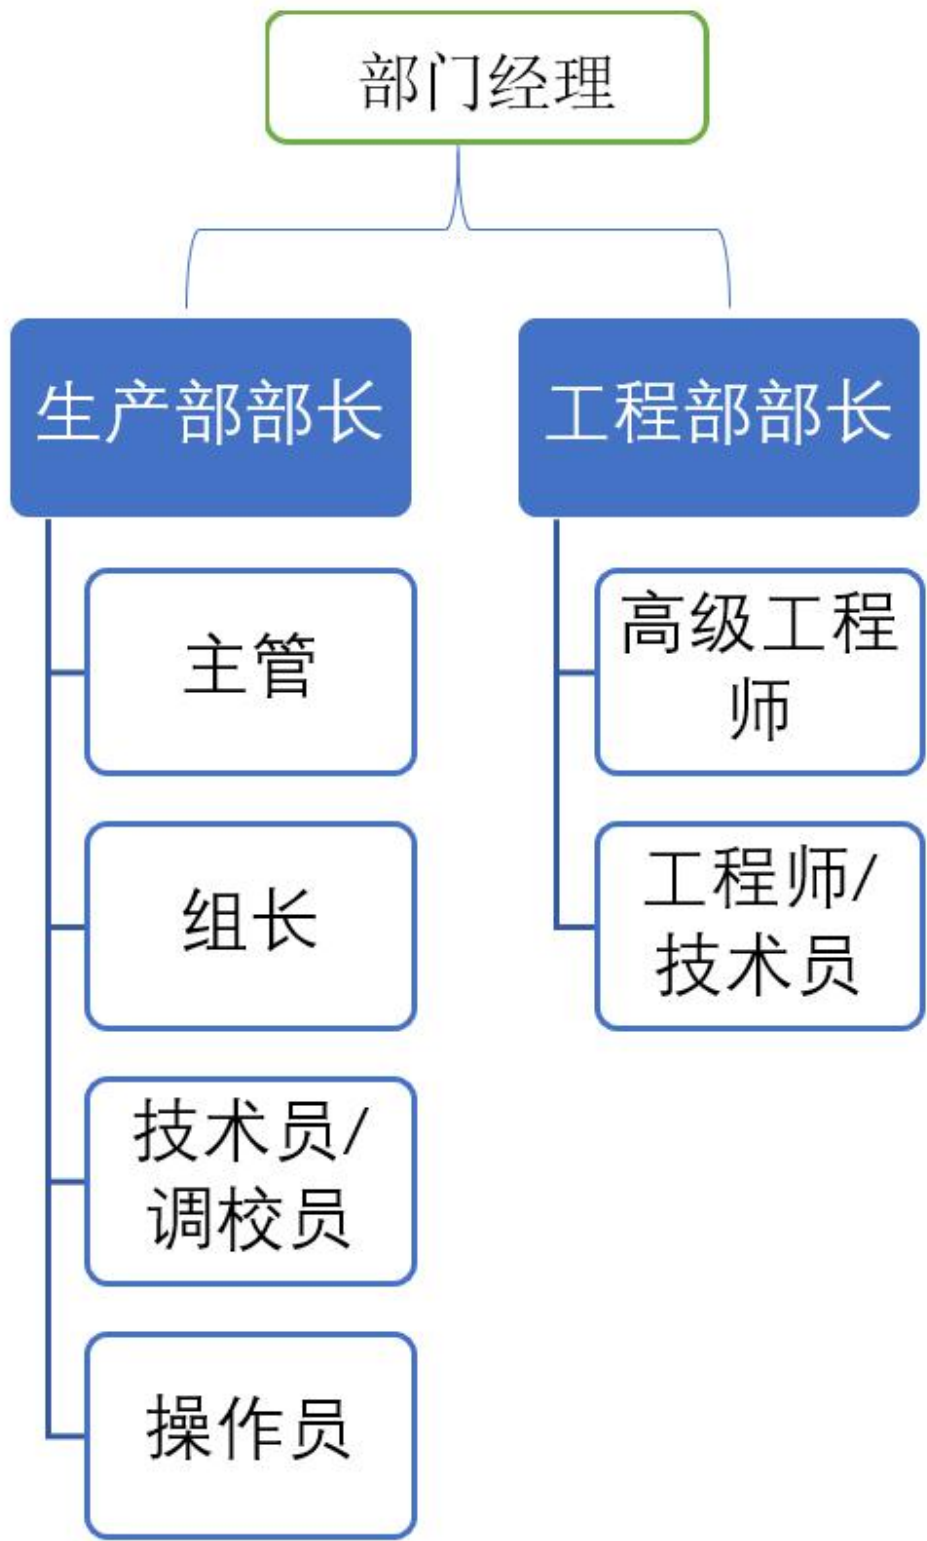 部门经理
生产部部长
工程部部长
主管
高级工程
师
组长
工程师/
技术员
技术员/
调校员
操作员